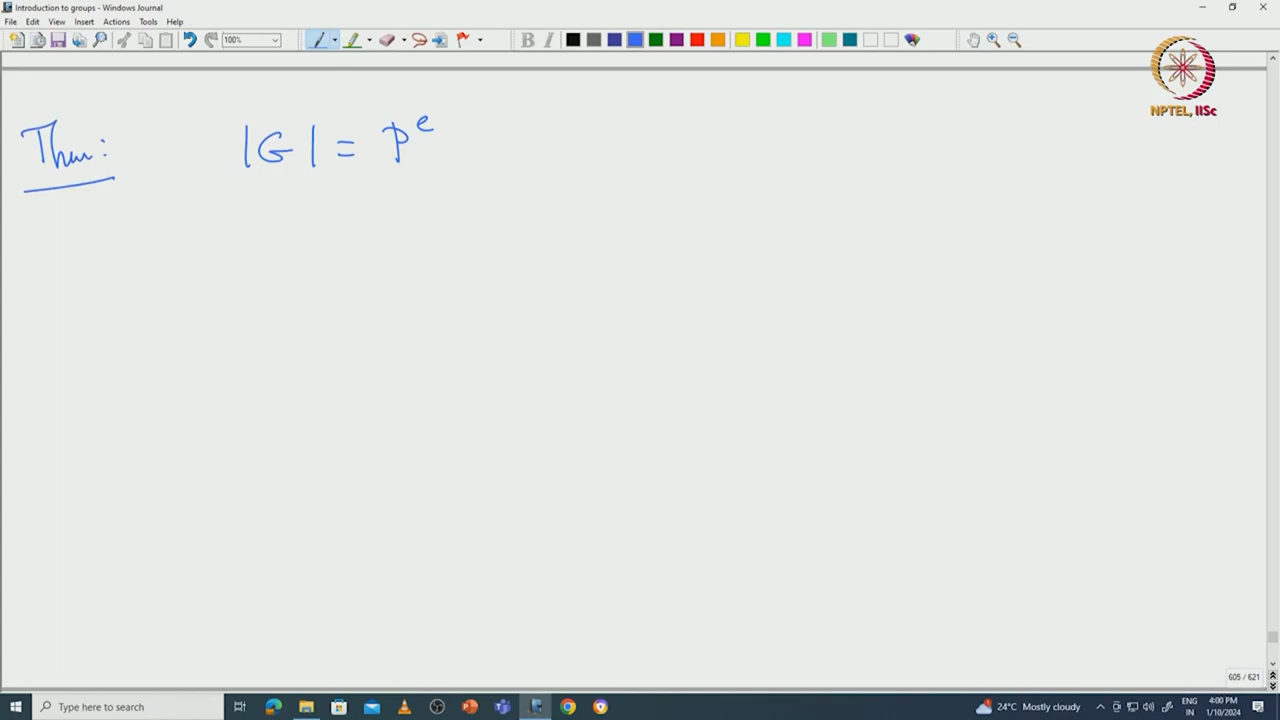 Introduction to groups - Windows Journal
File Edit View Insert Actions Tools Help
100%
B I
NPTEL, IISc
Thm: |G| = p^e
605 / 621
Type here to search
24°C Mostly cloudy
ENG
IN
4:00 PM
1/10/2024